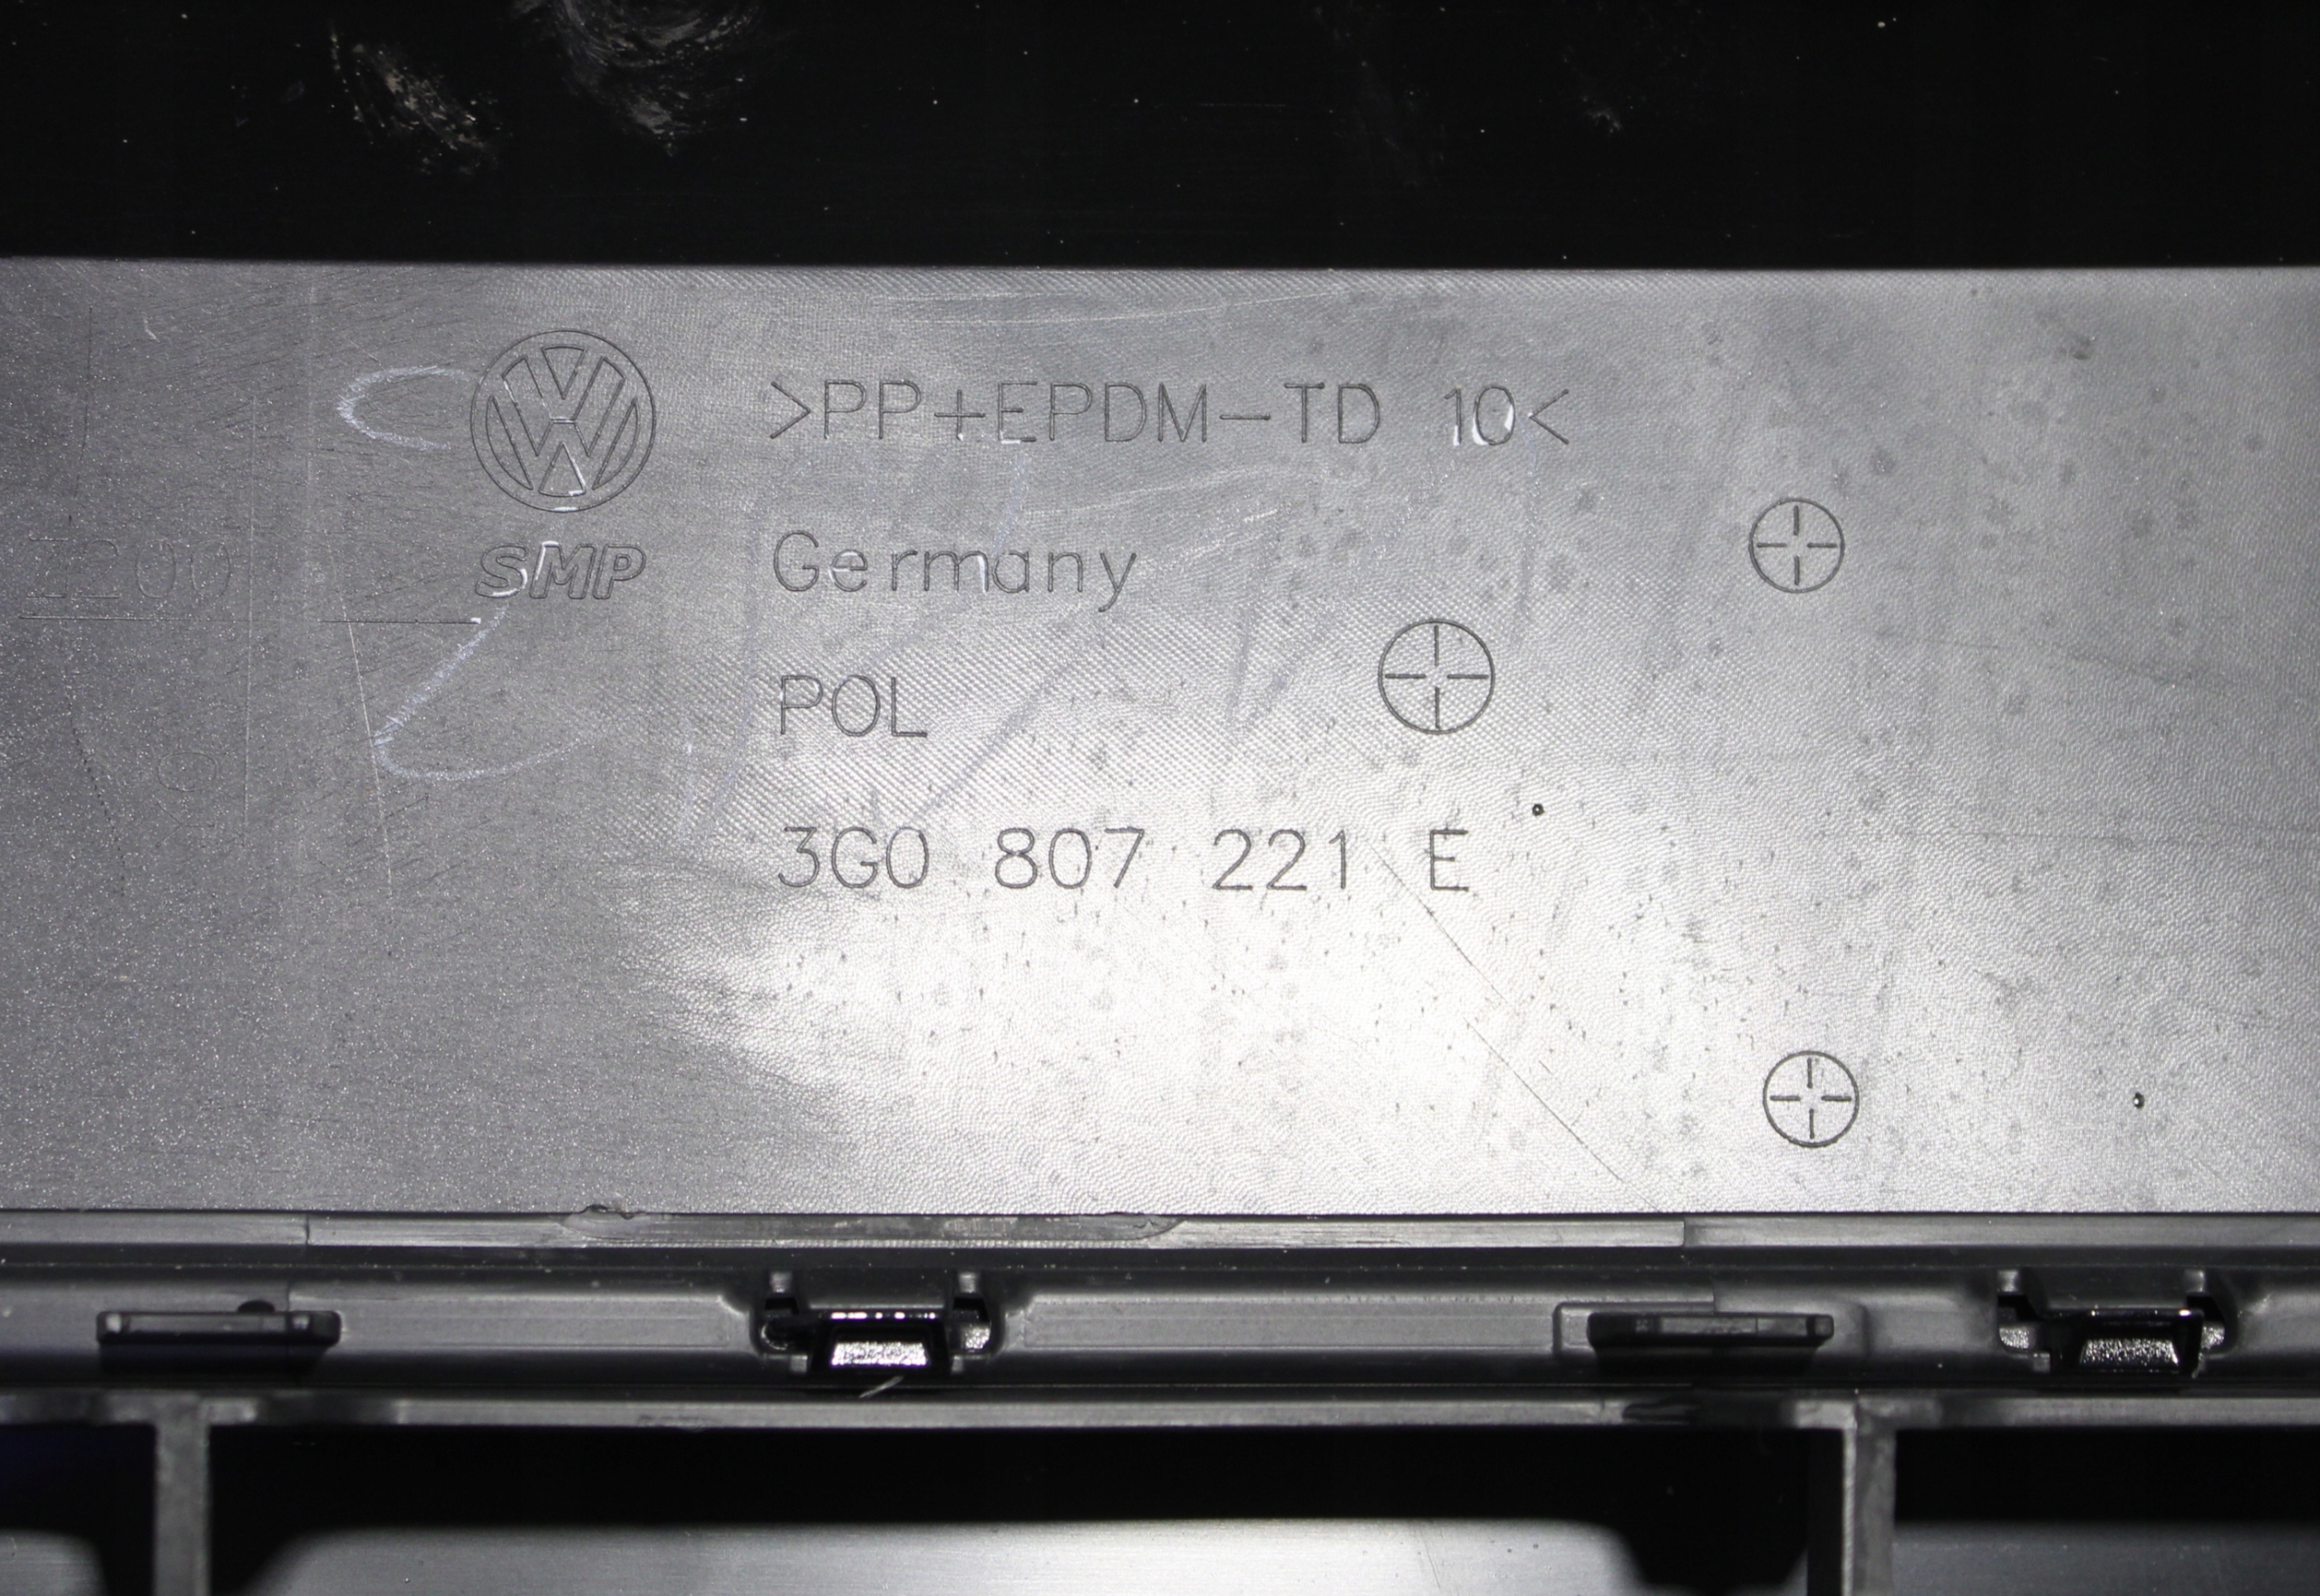 >PP+EPDM-TD 10<
SMP
Germany
POL
3G0 807 221 E